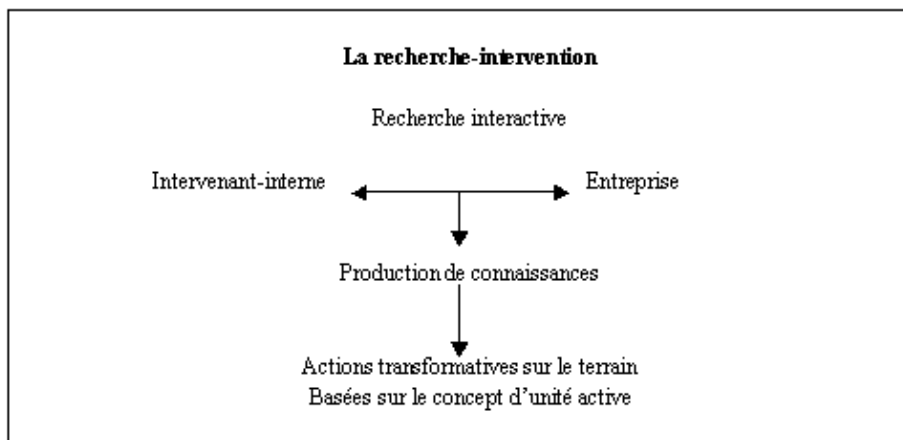 La recherche-intervention
Recherche interactive
Intervenant-interne
Entreprise
Production de connaissances
Actions transformatives sur le terrain
Basées sur le concept d'unité active